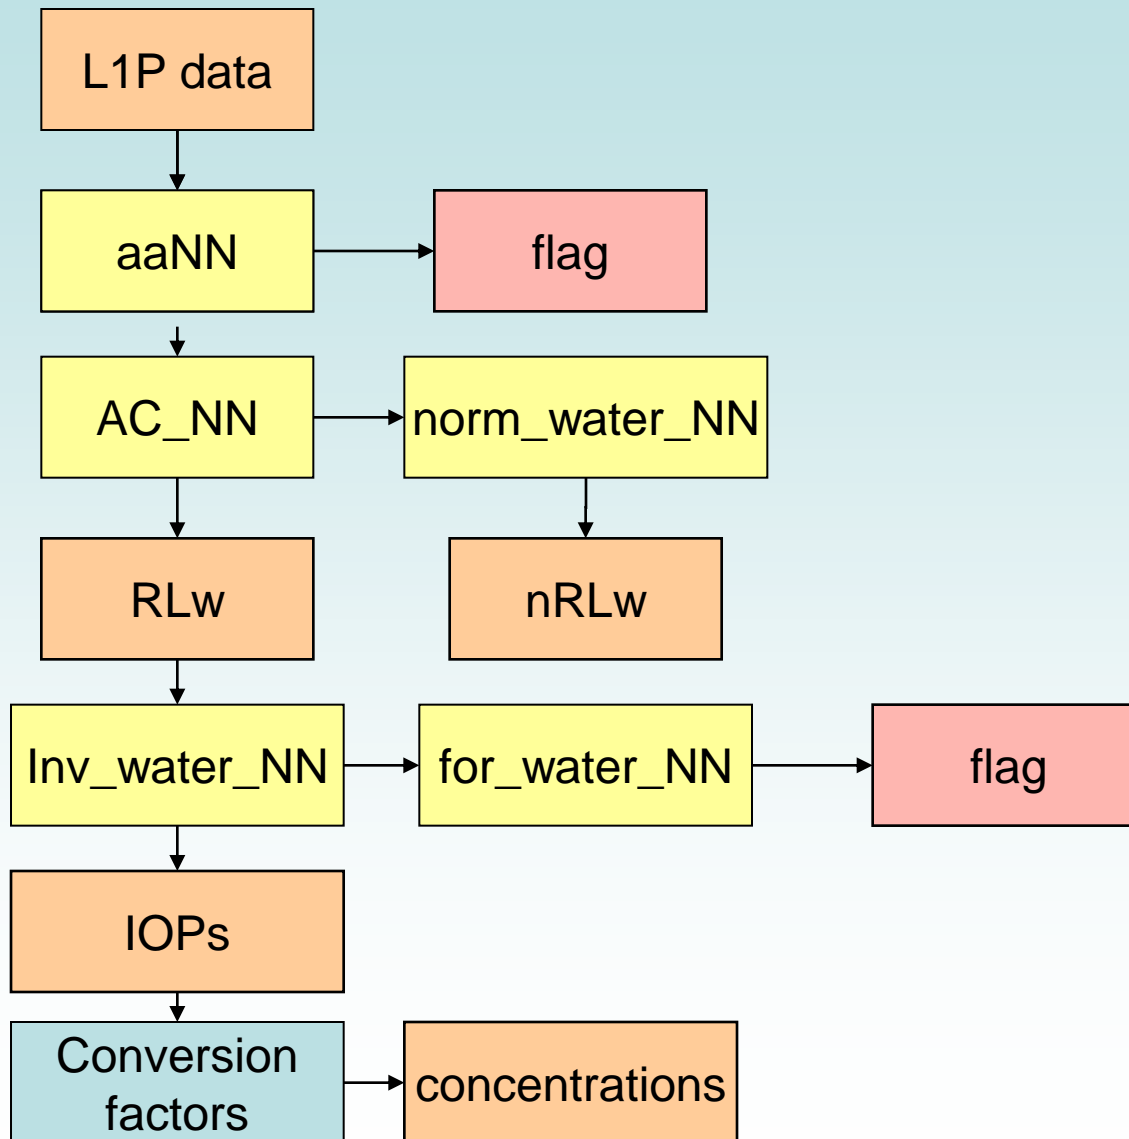 L1P data
aaNN
flag
AC_NN
norm_water_NN
RLw
nRLw
Inv_water_NN
for_water_NN
flag
IOPs
Conversion
factors
concentrations